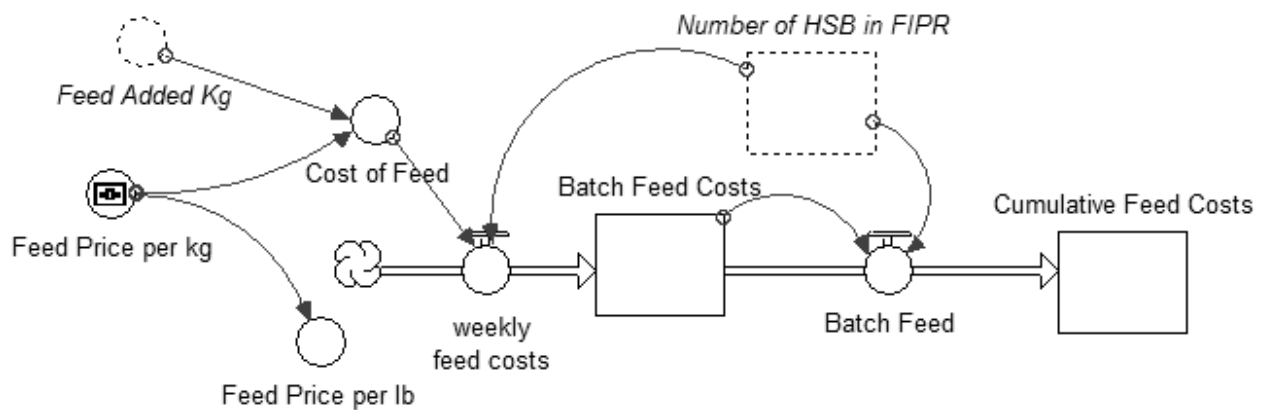 Number of HSB in FIPR
Feed Added Kg
Cost of Feed
Batch Feed Costs
Cumulative Feed Costs
Feed Price per kg
weekly
feed costs
Batch Feed
Feed Price per lb